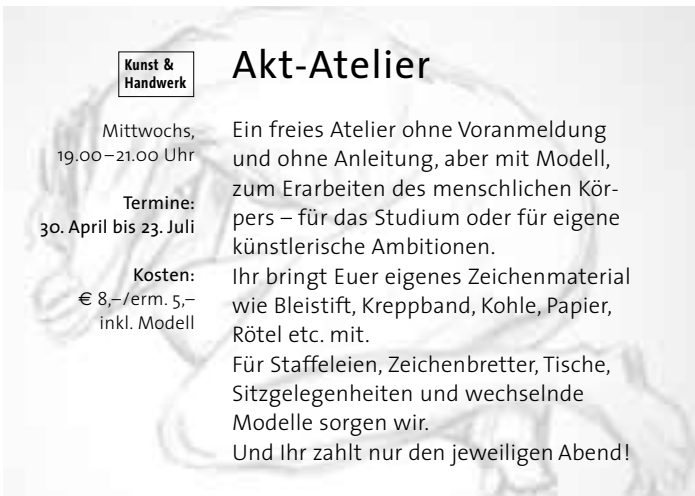 Kunst &
Handwerk
Akt-Atelier
Mittwochs,
19.00–21.00 Uhr
Termine:
30. April bis 23. Juli
Kosten:
€ 8,–/erm. 5,–
inkl. Modell
Ein freies Atelier ohne Voranmeldung
und ohne Anleitung, aber mit Modell,
zum Erarbeiten des menschlichen Kör-
pers – für das Studium oder für eigene
künstlerische Ambitionen.
Ihr bringt Euer eigenes Zeichenmaterial
wie Bleistift, Kreppband, Kohle, Papier,
Rötel etc. mit.
Für Staffeleien, Zeichenbretter, Tische,
Sitzgelegenheiten und wechselnde
Modelle sorgen wir.
Und Ihr zahlt nur den jeweiligen Abend!